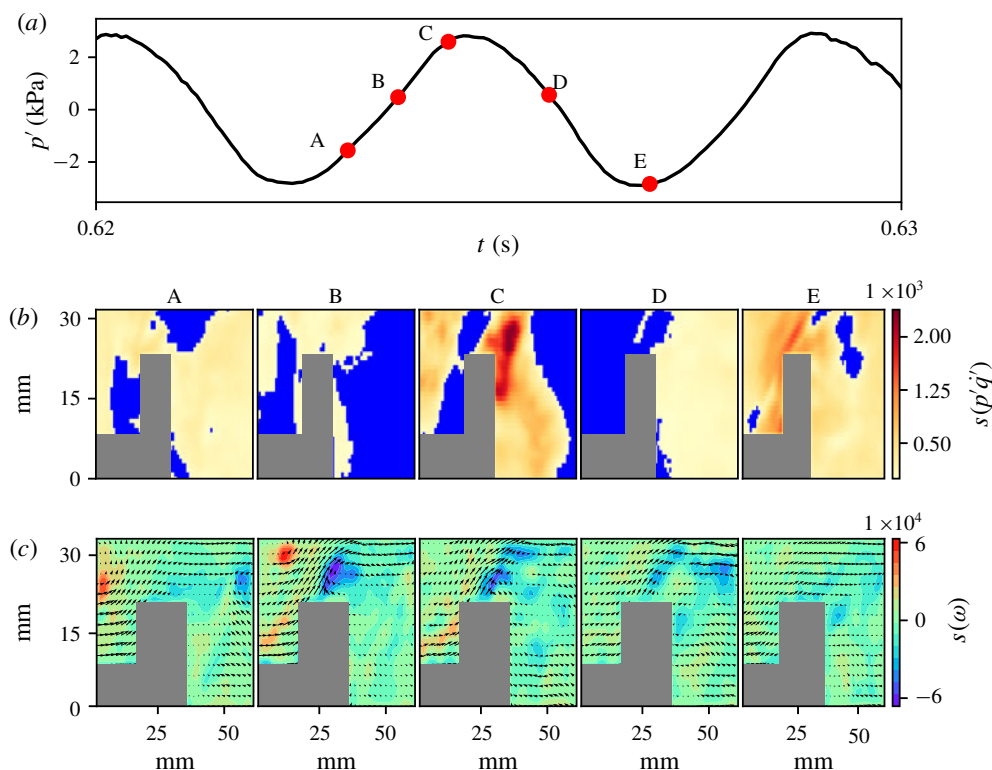 (a)
2
0
−2
p′ (kPa)
A
B
C
D
E
0.62
0.63
t (s)
(b)
A
B
C
D
E
1 × 10³
30
15
0
mm
2.00
1.25
0.50
s(p′q̇′)
(c)
1 × 10⁴
30
15
0
mm
6
0
−6
s(ω)
25 50 25 50 25 50 25 50 25 50
mm mm mm mm mm